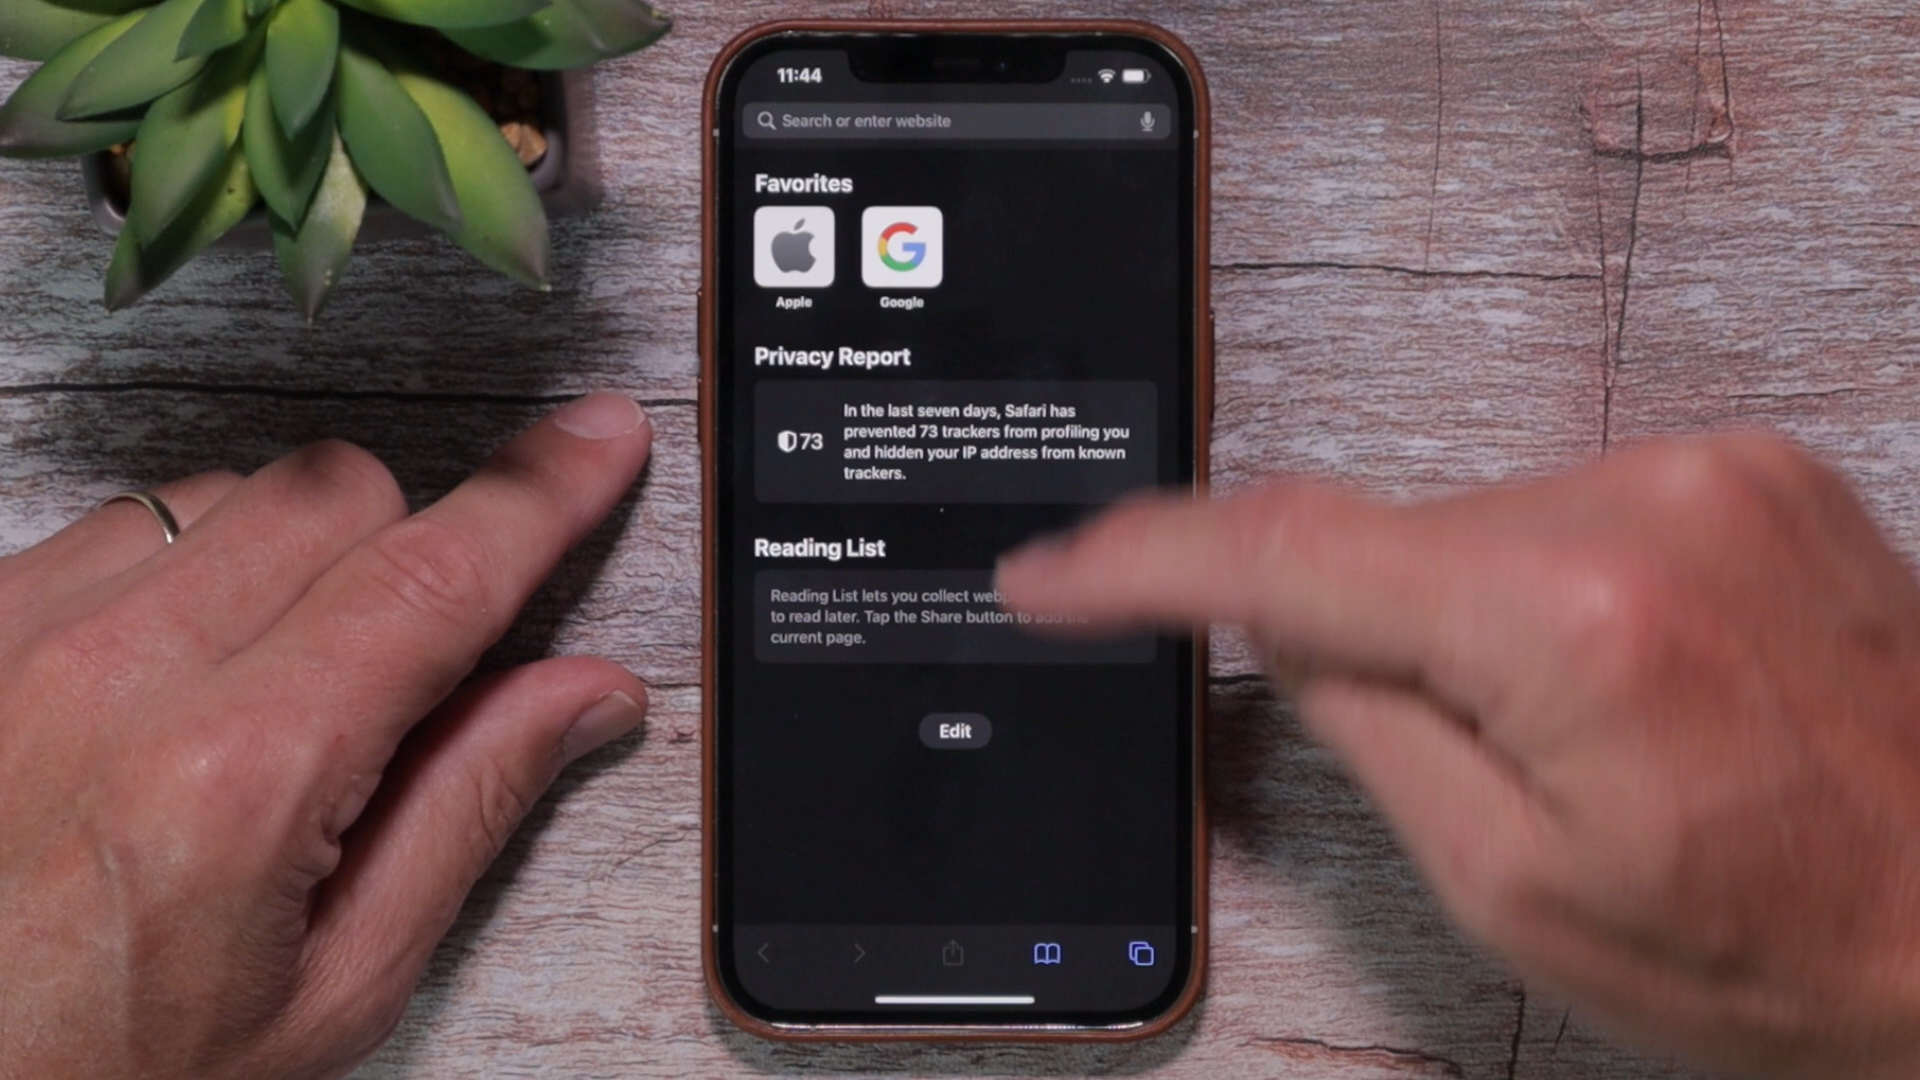 11:44
Search or enter website
Favorites
Apple
Google
Privacy Report
73
In the last seven days, Safari has
prevented 73 trackers from profiling you
and hidden your IP address from known
trackers.
Reading List
Reading List lets you collect
to read later. Tap the Share button to add the
current page.
Edit